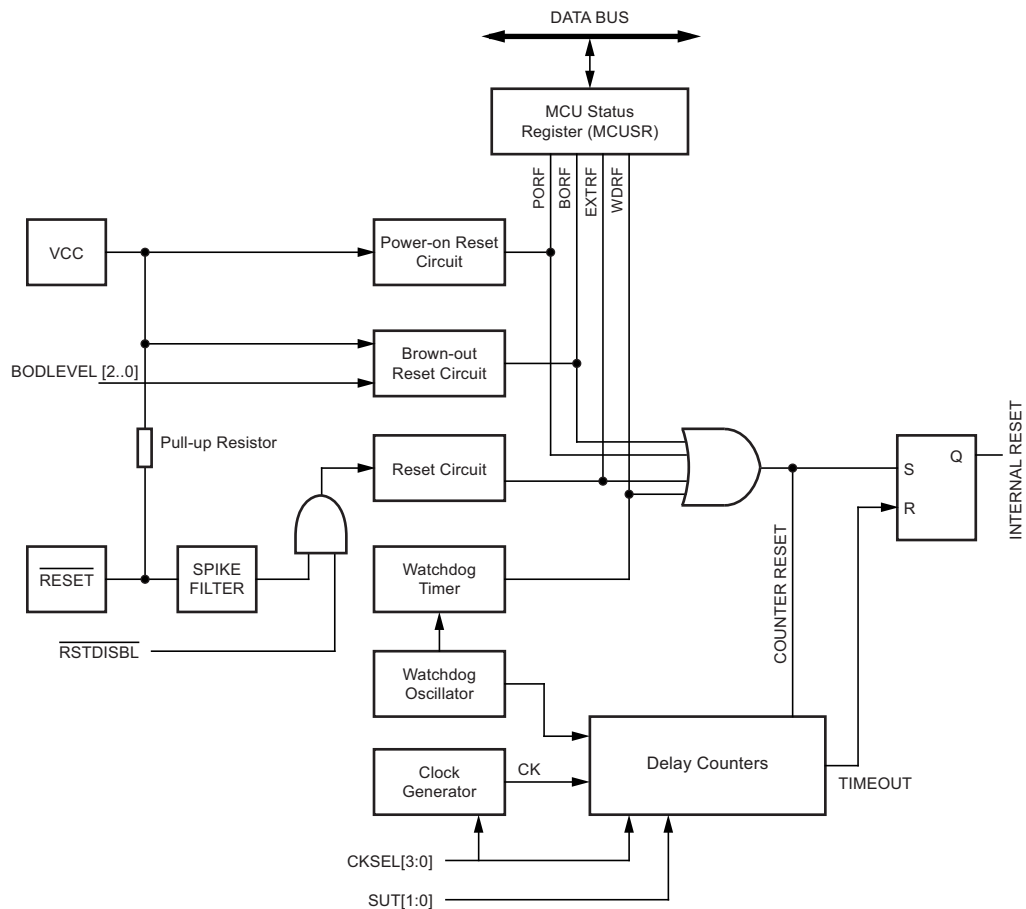 DATA BUS
MCU Status
Register (MCUSR)
PORF
BORF
EXTRF
WDRF
VCC
Power-on Reset
Circuit
Brown-out
Reset Circuit
BODLEVEL [2..0]
Pull-up Resistor
Reset Circuit
S
Q
R
INTERNAL RESET
RESET
SPIKE
FILTER
Watchdog
Timer
COUNTER RESET
RSTDISBL
Watchdog
Oscillator
Clock
Generator
CK
Delay Counters
TIMEOUT
CKSEL[3:0]
SUT[1:0]